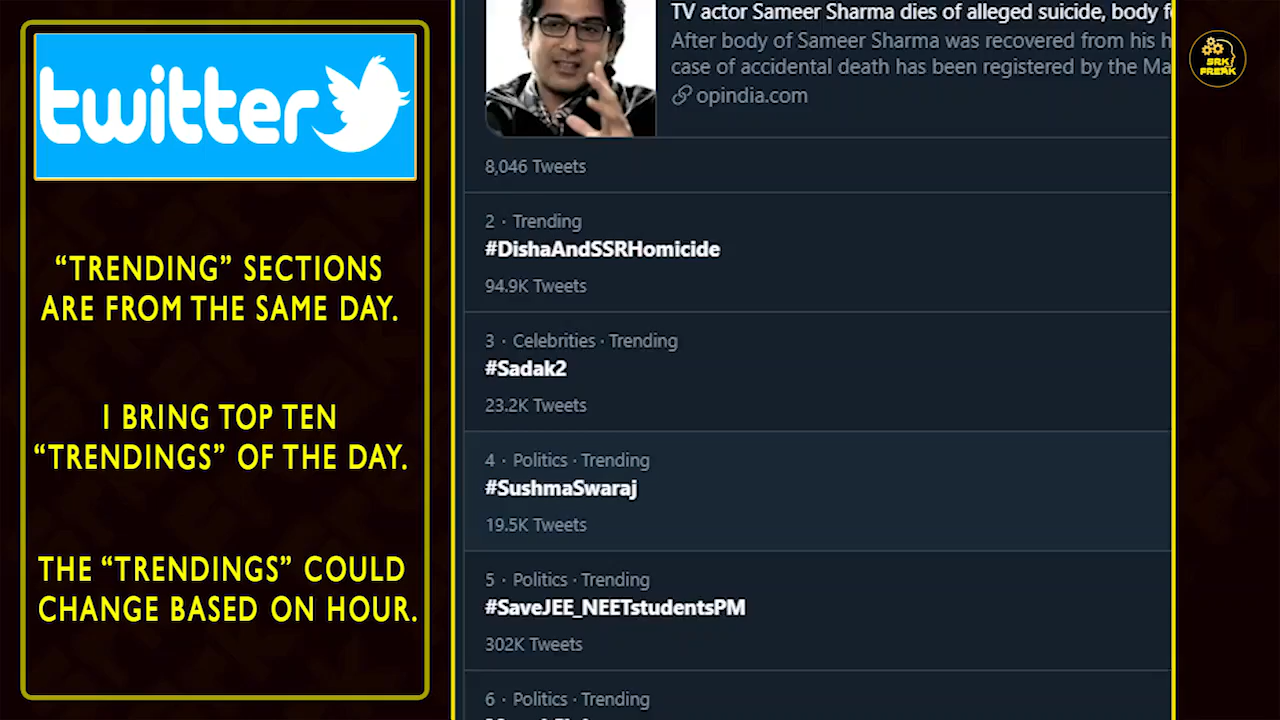 twitter
“TRENDING” SECTIONS
ARE FROM THE SAME DAY.
I BRING TOP TEN
“TRENDINGS” OF THE DAY.
THE “TRENDINGS” COULD
CHANGE BASED ON HOUR.
TV actor Sameer Sharma dies of alleged suicide, body
After body of Sameer Sharma was recovered from his
case of accidental death has been registered by the
opindia.com
8,046 Tweets
2 · Trending
#DishaAndSSRHomicide
94.9K Tweets
3 · Celebrities · Trending
#Sadak2
23.2K Tweets
4 · Politics · Trending
#SushmaSwaraj
19.5K Tweets
5 · Politics · Trending
#SaveJEE_NEETstudentsPM
302K Tweets
6 · Politics · Trending
SRK
FREAK